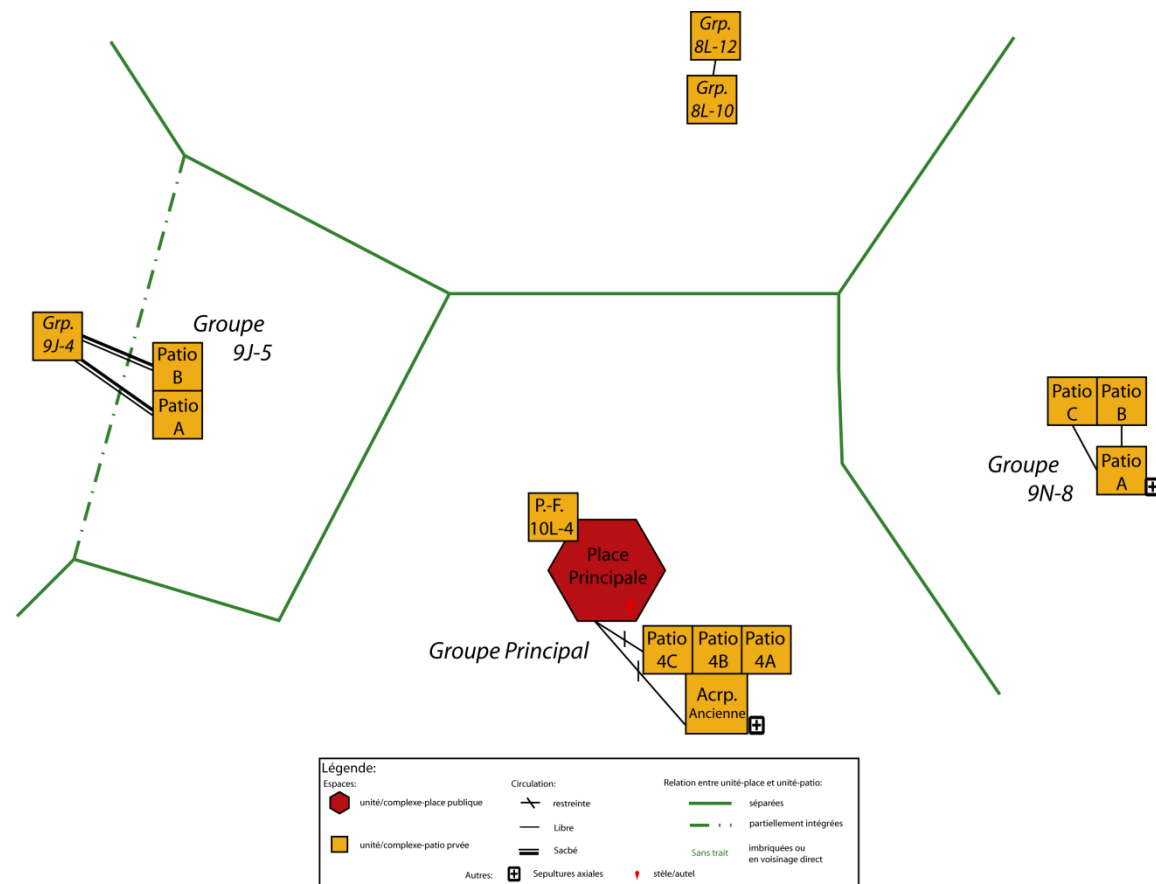 Grp.
8L-12
Grp.
8L-10
Groupe
9J-5
Grp.
9J-4
Patio
B
Patio
A
Patio
C
Patio
B
Patio
A
Groupe
9N-8
P.-F.
10L-4
Place
Principale
Groupe Principal
Patio
4C
Patio
4B
Patio
4A
Acrp.
Ancienne
Légende:
Espaces:
unité/complexe-place publique
unité/complexe-patio prvée
Circulation:
restreinte
Libre
Sacbé
Relation entre unité-place et unité-patio:
séparées
partiellement intégrées
Sans trait
imbriquées ou
en voisinage direct
Autres:
Sepultures axiales
stèle/autel